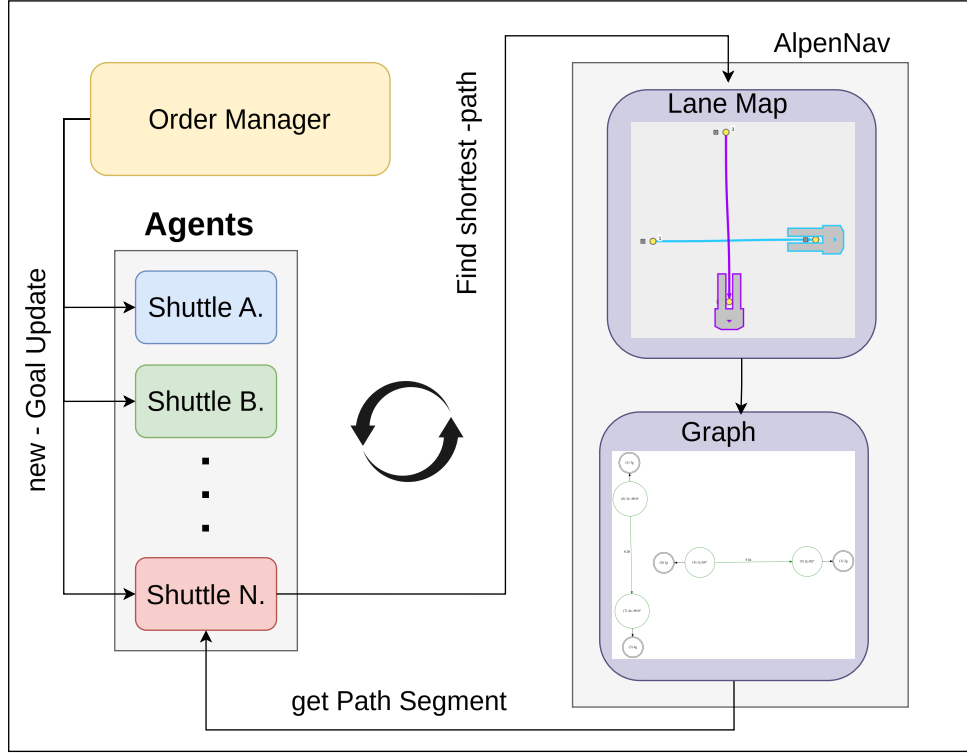 AlpenNav
Order Manager
Lane Map
Find shortest -path
Agents
new - Goal Update
Shuttle A.
Shuttle B.
Shuttle N.
Graph
get Path Segment